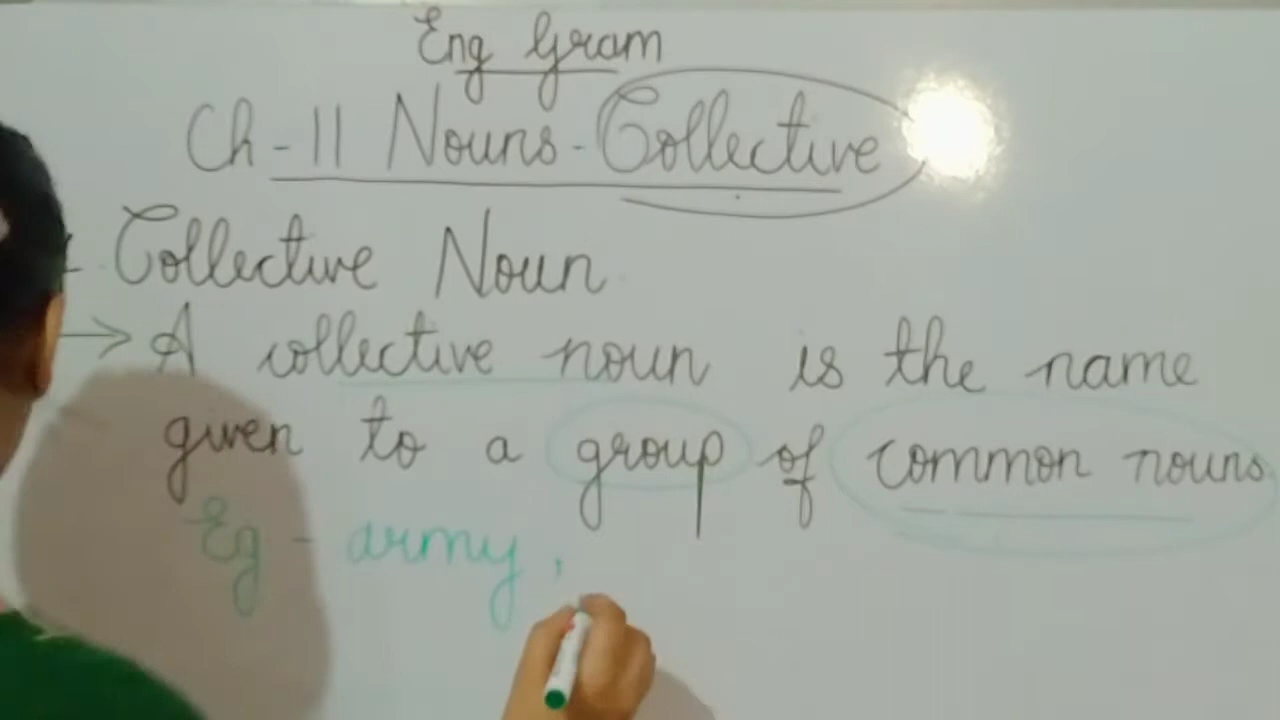 Eng Gram
Ch-11 Nouns-Collective
Collective Noun
→ A collective noun is the name
given to a group of common nouns
Eg - army,